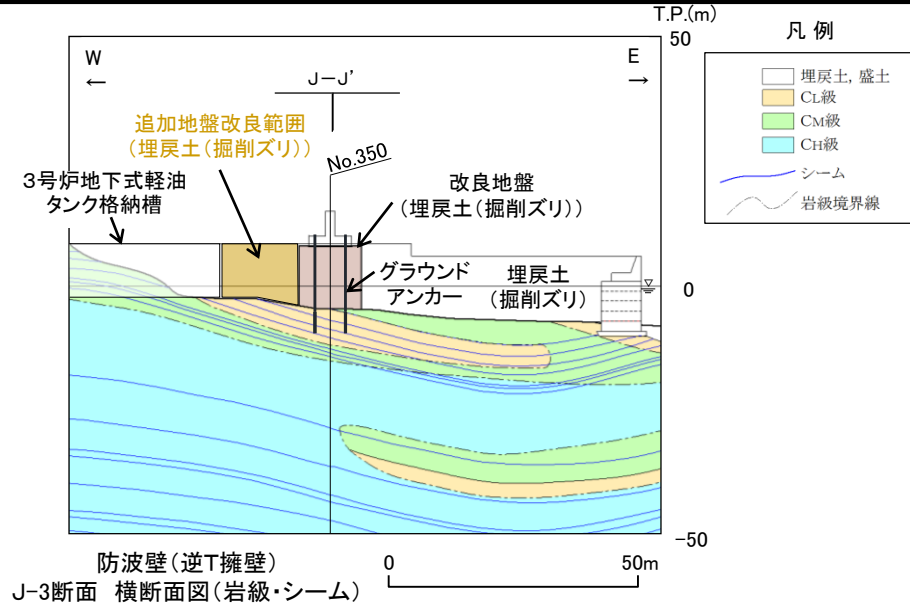 T.P.(m)
50
凡 例
W
E
←
→
J-J'
埋戻土, 盛土
CL級
CM級
CH級
シーム
岩級境界線
追加地盤改良範囲
(埋戻土(掘削ズリ))
No.350
3号炉地下式軽油
タンク格納槽
改良地盤
(埋戻土(掘削ズリ))
グラウンド
アンカー
埋戻土
(掘削ズリ)
0
-50
防波壁(逆T擁壁)
J-3断面 横断面図(岩級・シーム)
0
50m